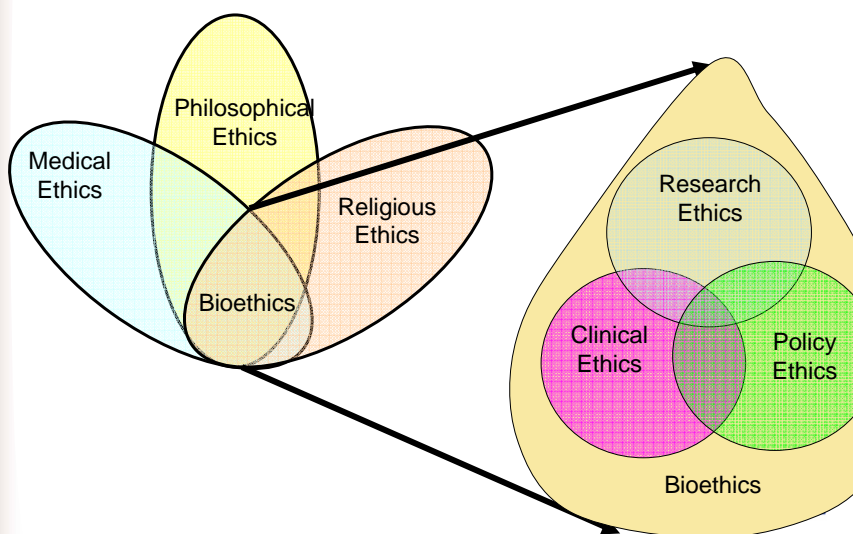 Philosophical
Ethics
Medical
Ethics
Religious
Ethics
Bioethics
Research
Ethics
Clinical
Ethics
Policy
Ethics
Bioethics